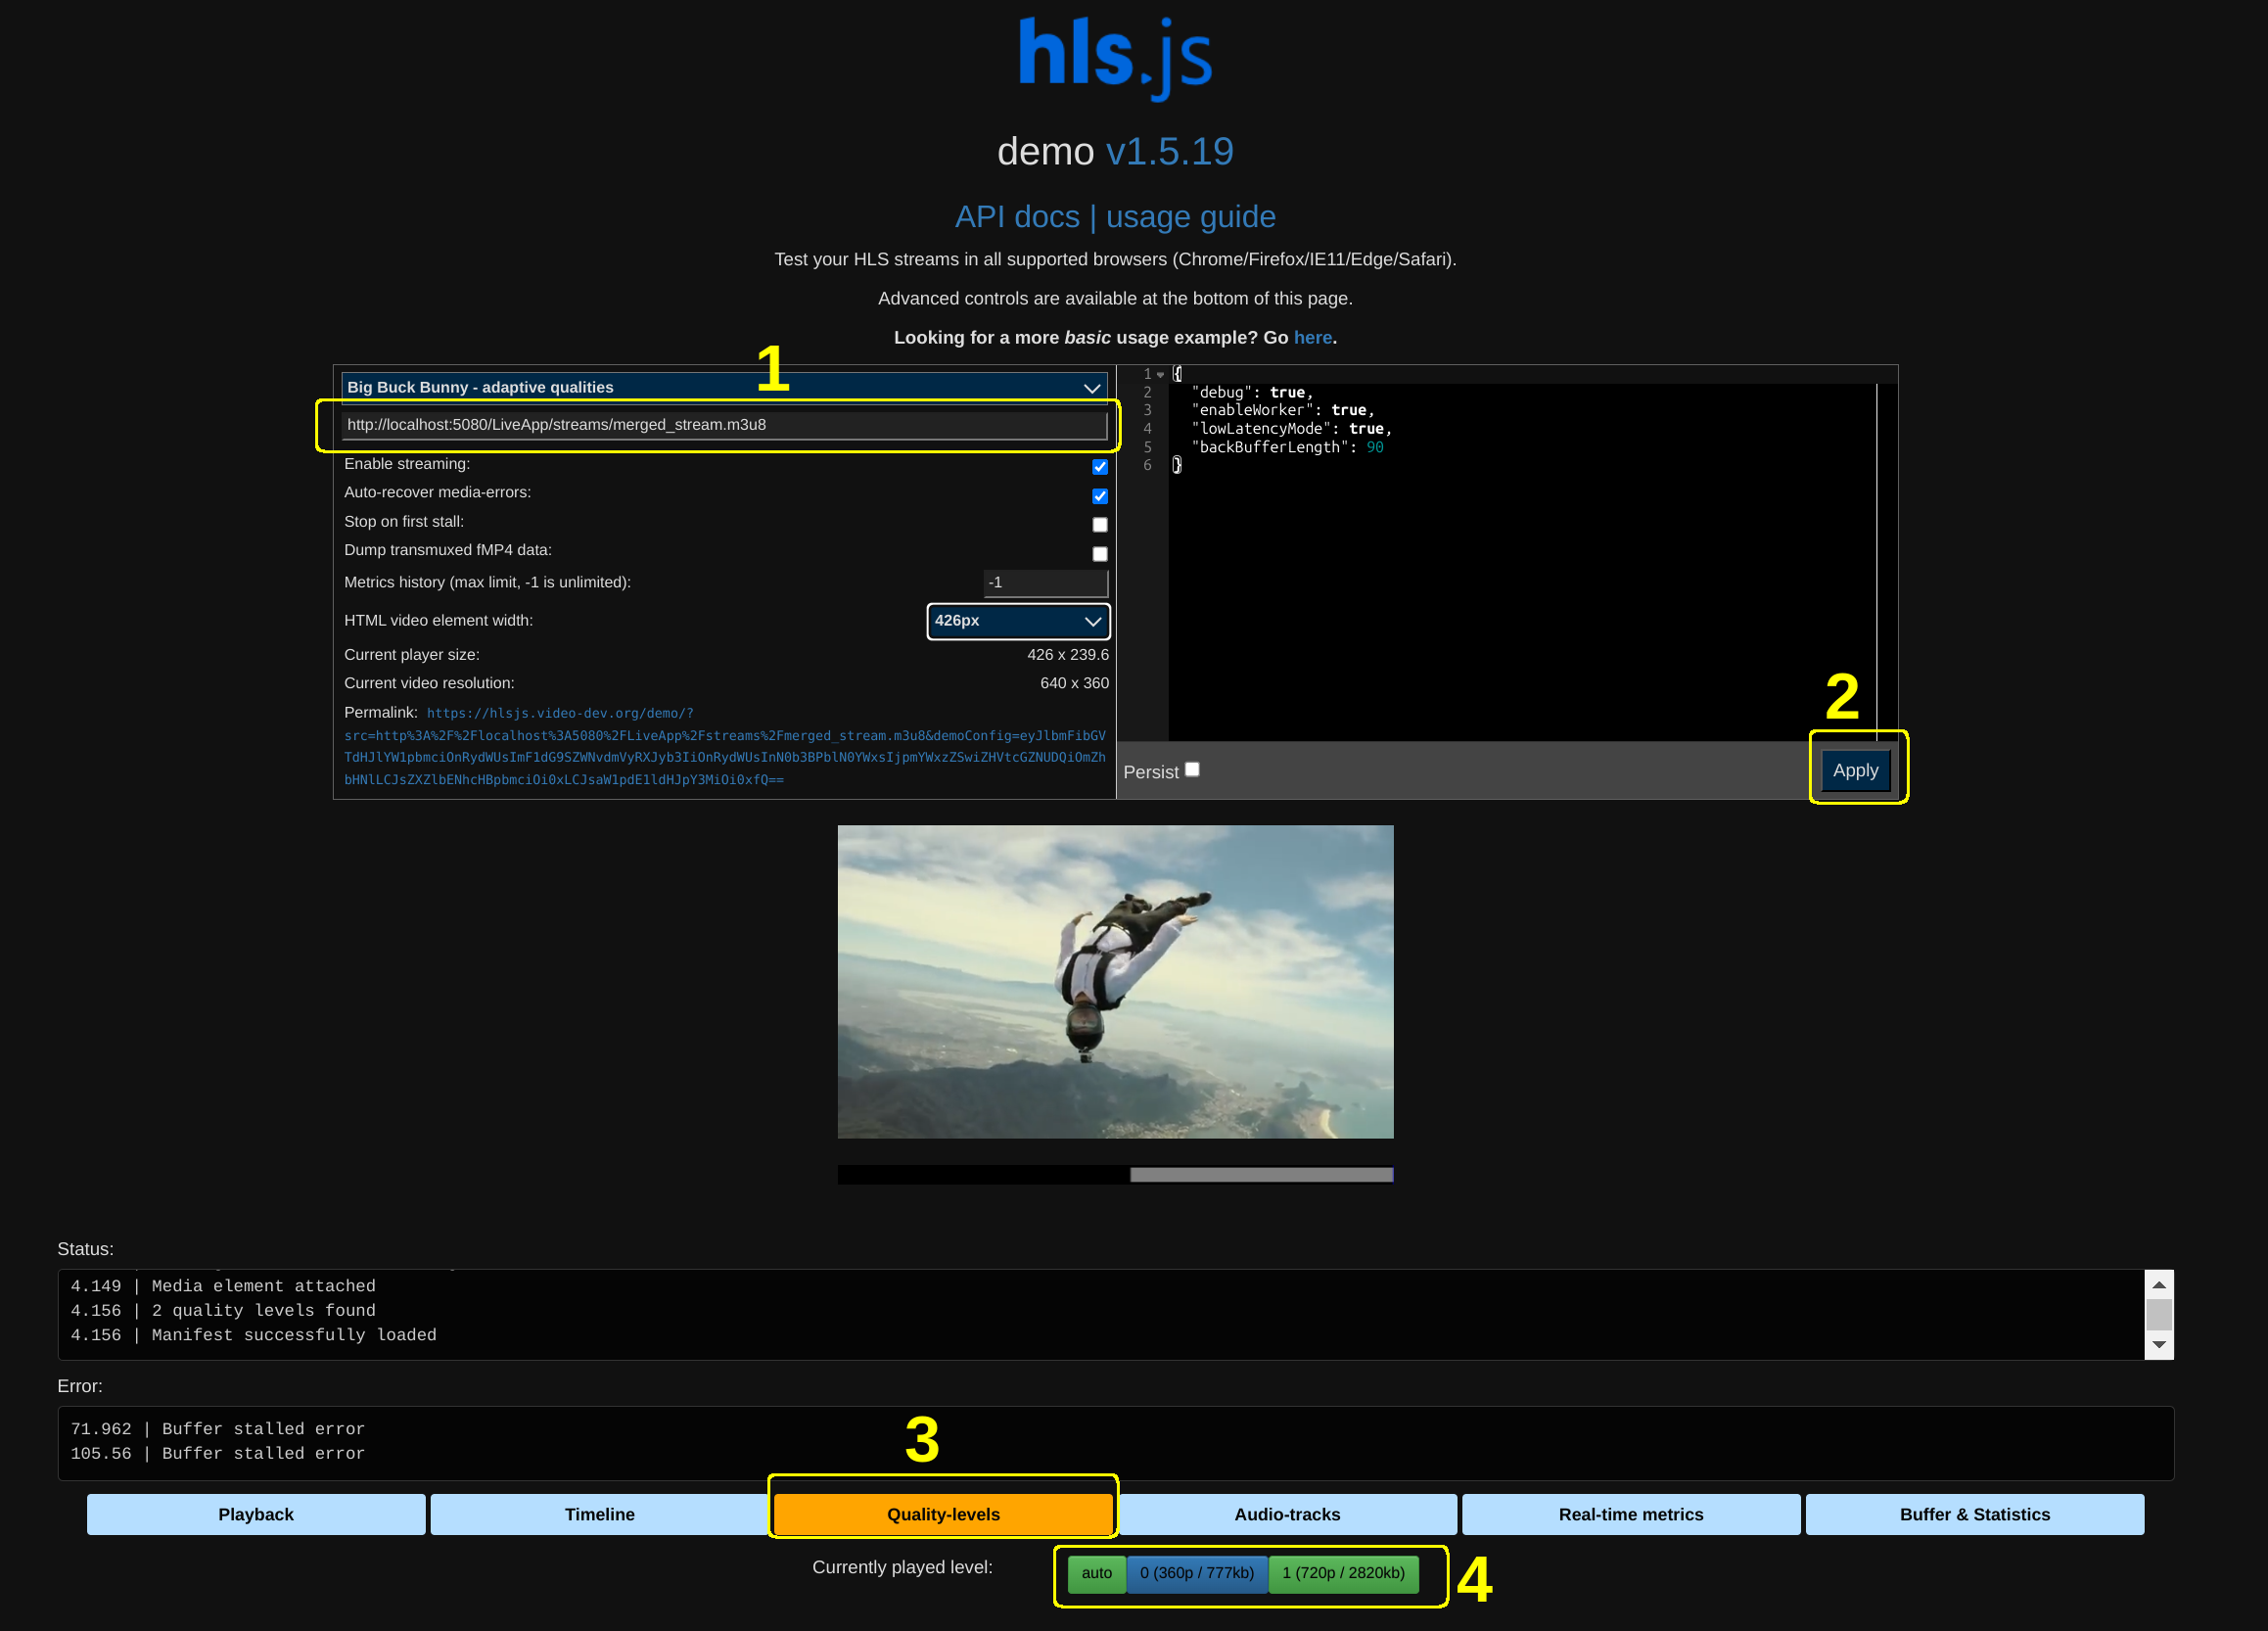 hls.js
demo v1.5.19
API docs | usage guide
Test your HLS streams in all supported browsers (Chrome/Firefox/IE11/Edge/Safari).
Advanced controls are available at the bottom of this page.
Looking for a more basic usage example? Go here.
1
Big Buck Bunny - adaptive qualities
http://localhost:5080/LiveApp/streams/merged_stream.m3u8
Enable streaming:
Auto-recover media-errors:
Stop on first stall:
Dump transmuxed fMP4 data:
Metrics history (max limit, -1 is unlimited): -1
HTML video element width: 426px
Current player size: 426 x 239.6
Current video resolution: 640 x 360
Permalink: https://hlsjs.video-dev.org/demo/?
src=http%3A%2F%2Flocalhost%3A5080%2FLiveApp%2Fstreams%2Fmerged_stream.m3u8&demoConfig=eyJlbmFibGV
TdHJlYW1pbmciOnRydWUsImF1dG9SZWNvdmVyRXJyb3IiOnRydWUsInN0b3BPblN0YWxsIjpmYWxzZSwiZHVtcGZNUDQiOmZh
bHNlLCJsZXZlbENhcHBpbmciOi0xLCJsaW1pdE1ldHJpY3MiOi0xfQ==
1 {
2 "debug": true,
3 "enableWorker": true,
4 "lowLatencyMode": true,
5 "backBufferLength": 90
6 }
2
Persist
Apply
Status:
4.149 | Media element attached
4.156 | 2 quality levels found
4.156 | Manifest successfully loaded
Error:
71.962 | Buffer stalled error
105.56 | Buffer stalled error
3
Playback Timeline Quality-levels Audio-tracks Real-time metrics Buffer & Statistics
Currently played level: auto 0 (360p / 777kb) 1 (720p / 2820kb) 4